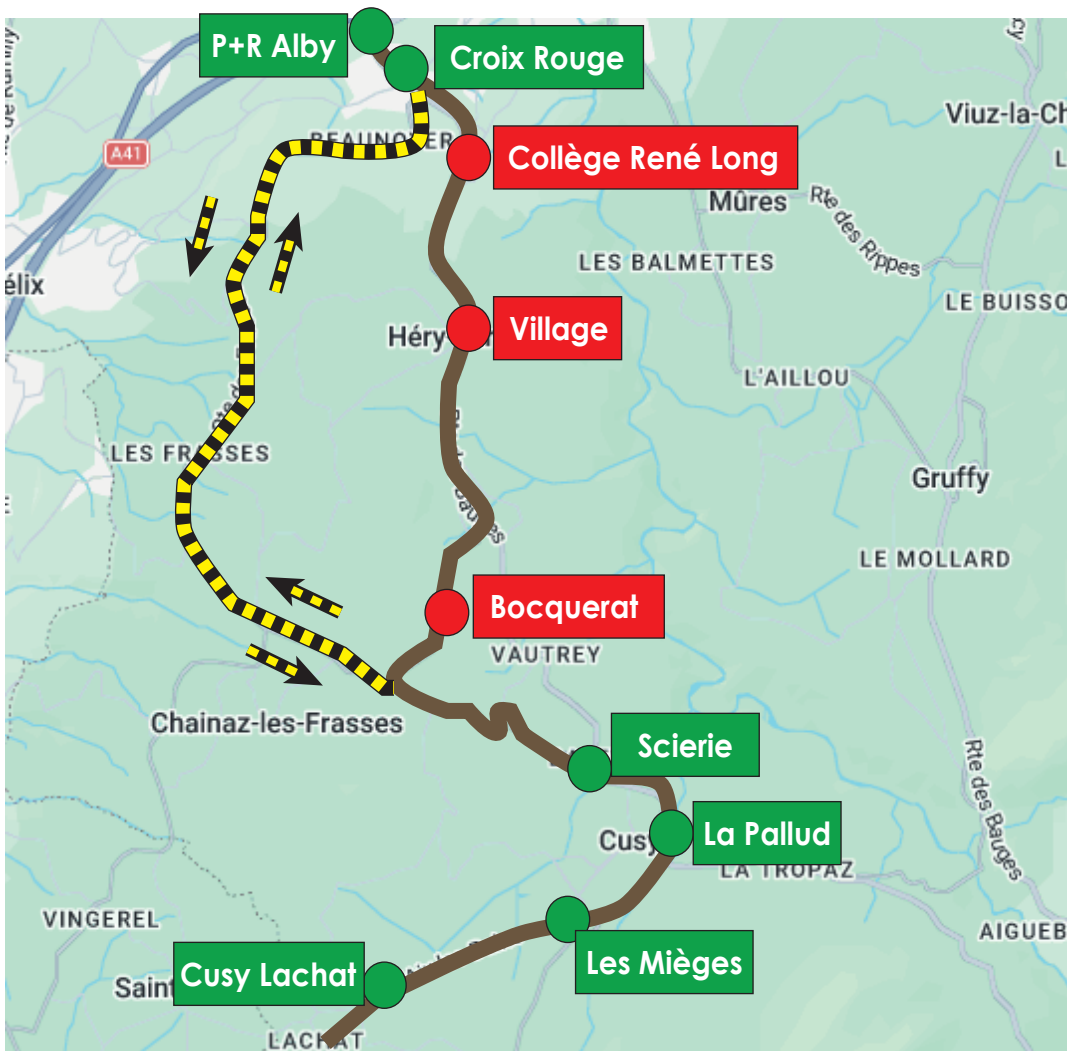 P+R Alby
Croix Rouge
A41
Viuz-la-Ch
Collège René Long
Mûres
Rte des Rippes
LES BALMETTES
élix
LE BUISSO
Village
L'AILLOU
LES FRASSES
Gruffy
LE MOLLARD
Bocquerat
VAUTREY
Chainaz-les-Frasses
Scierie
Rte des Bauges
La Pallud
LA TROPAZ
VINGEREL
AIGUEB
Les Mièges
Cusy Lachat
LACHAT